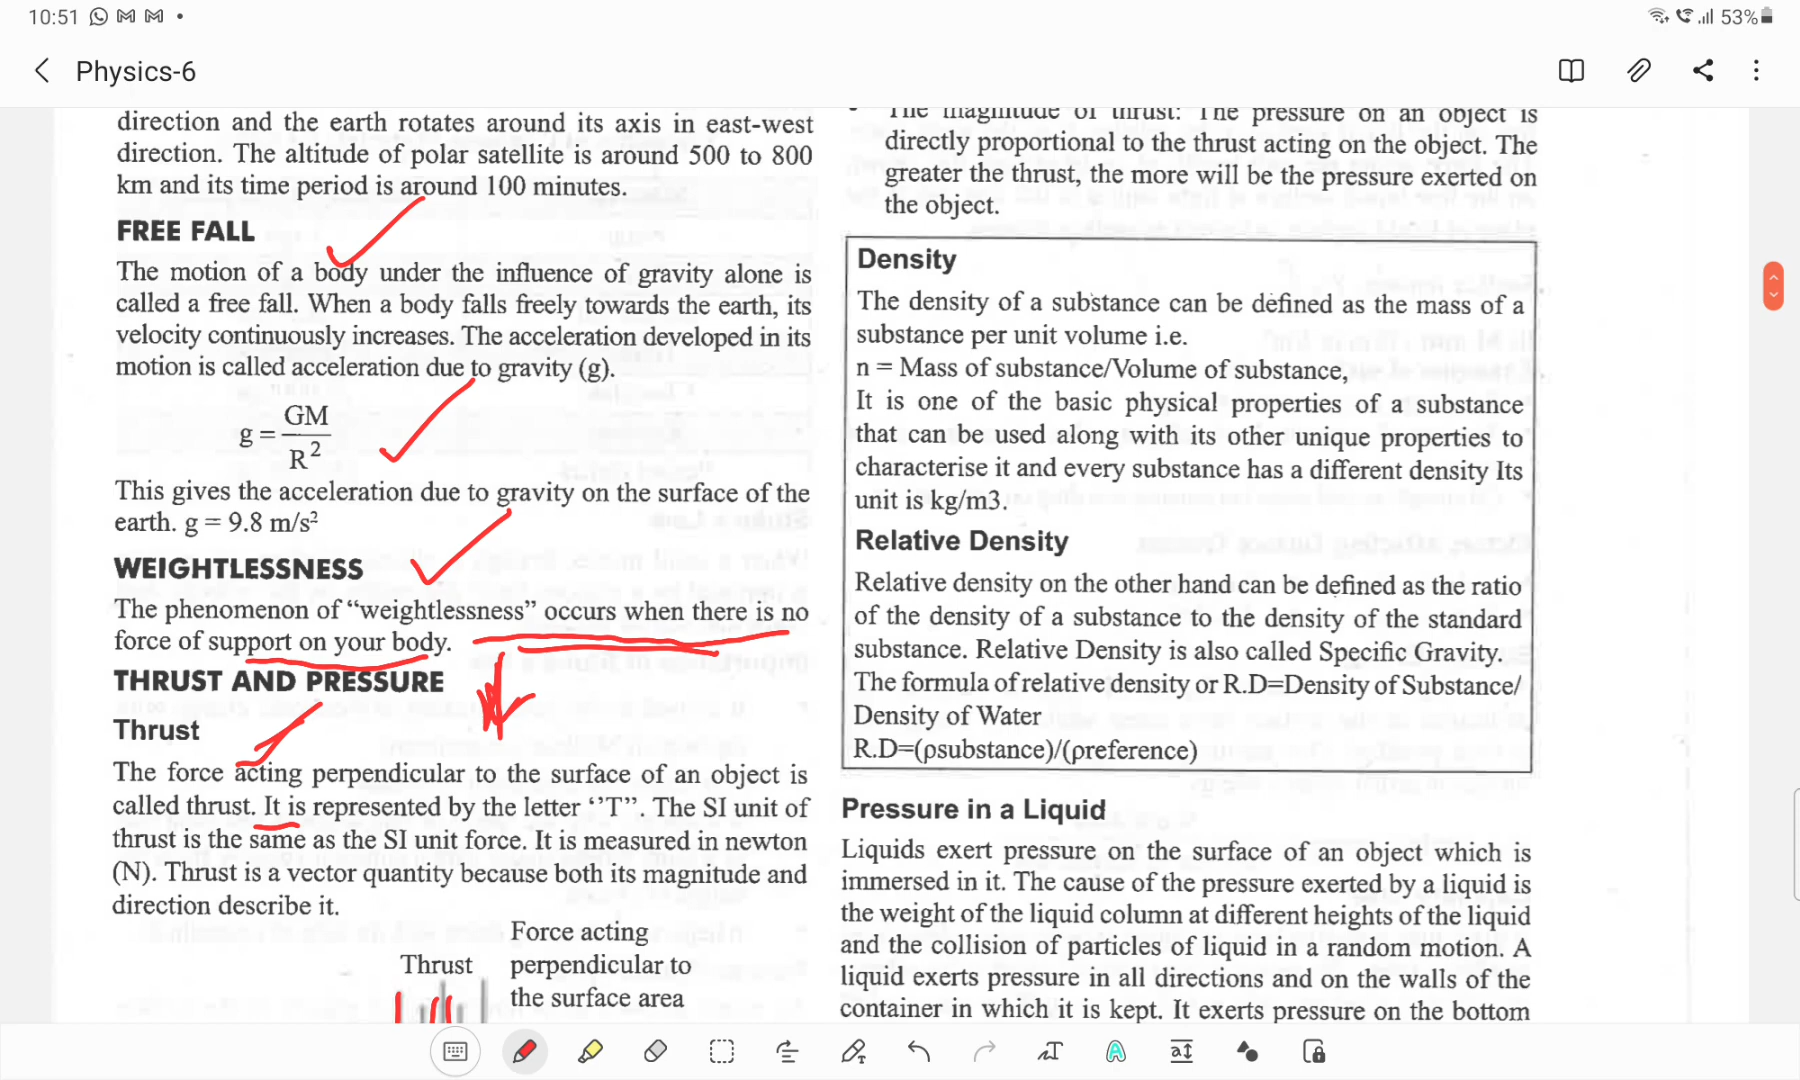 10:51
53%
Physics-6
direction and the earth rotates around its axis in east-west
direction. The altitude of polar satellite is around 500 to 800
km and its time period is around 100 minutes.
FREE FALL
The motion of a body under the influence of gravity alone is
called a free fall. When a body falls freely towards the earth, its
velocity continuously increases. The acceleration developed in its
motion is called acceleration due to gravity (g).
g = GM
R²
This gives the acceleration due to gravity on the surface of the
earth. g = 9.8 m/s²
WEIGHTLESSNESS
The phenomenon of “weightlessness” occurs when there is no
force of support on your body.
THRUST AND PRESSURE
Thrust
The force acting perpendicular to the surface of an object is
called thrust. It is represented by the letter ‘’T”. The SI unit of
thrust is the same as the SI unit force. It is measured in newton
(N). Thrust is a vector quantity because both its magnitude and
direction describe it.
Thrust
Force acting
perpendicular to
the surface area
The magnitude of thrust: The pressure on an object is
directly proportional to the thrust acting on the object. The
greater the thrust, the more will be the pressure exerted on
the object.
Density
The density of a substance can be defined as the mass of a
substance per unit volume i.e.
n = Mass of substance/Volume of substance,
It is one of the basic physical properties of a substance
that can be used along with its other unique properties to
characterise it and every substance has a different density Its
unit is kg/m3.
Relative Density
Relative density on the other hand can be defined as the ratio
of the density of a substance to the density of the standard
substance. Relative Density is also called Specific Gravity.
The formula of relative density or R.D=Density of Substance/
Density of Water
R.D=(ρsubstance)/(ρreference)
Pressure in a Liquid
Liquids exert pressure on the surface of an object which is
immersed in it. The cause of the pressure exerted by a liquid is
the weight of the liquid column at different heights of the liquid
and the collision of particles of liquid in a random motion. A
liquid exerts pressure in all directions and on the walls of the
container in which it is kept. It exerts pressure on the bottom